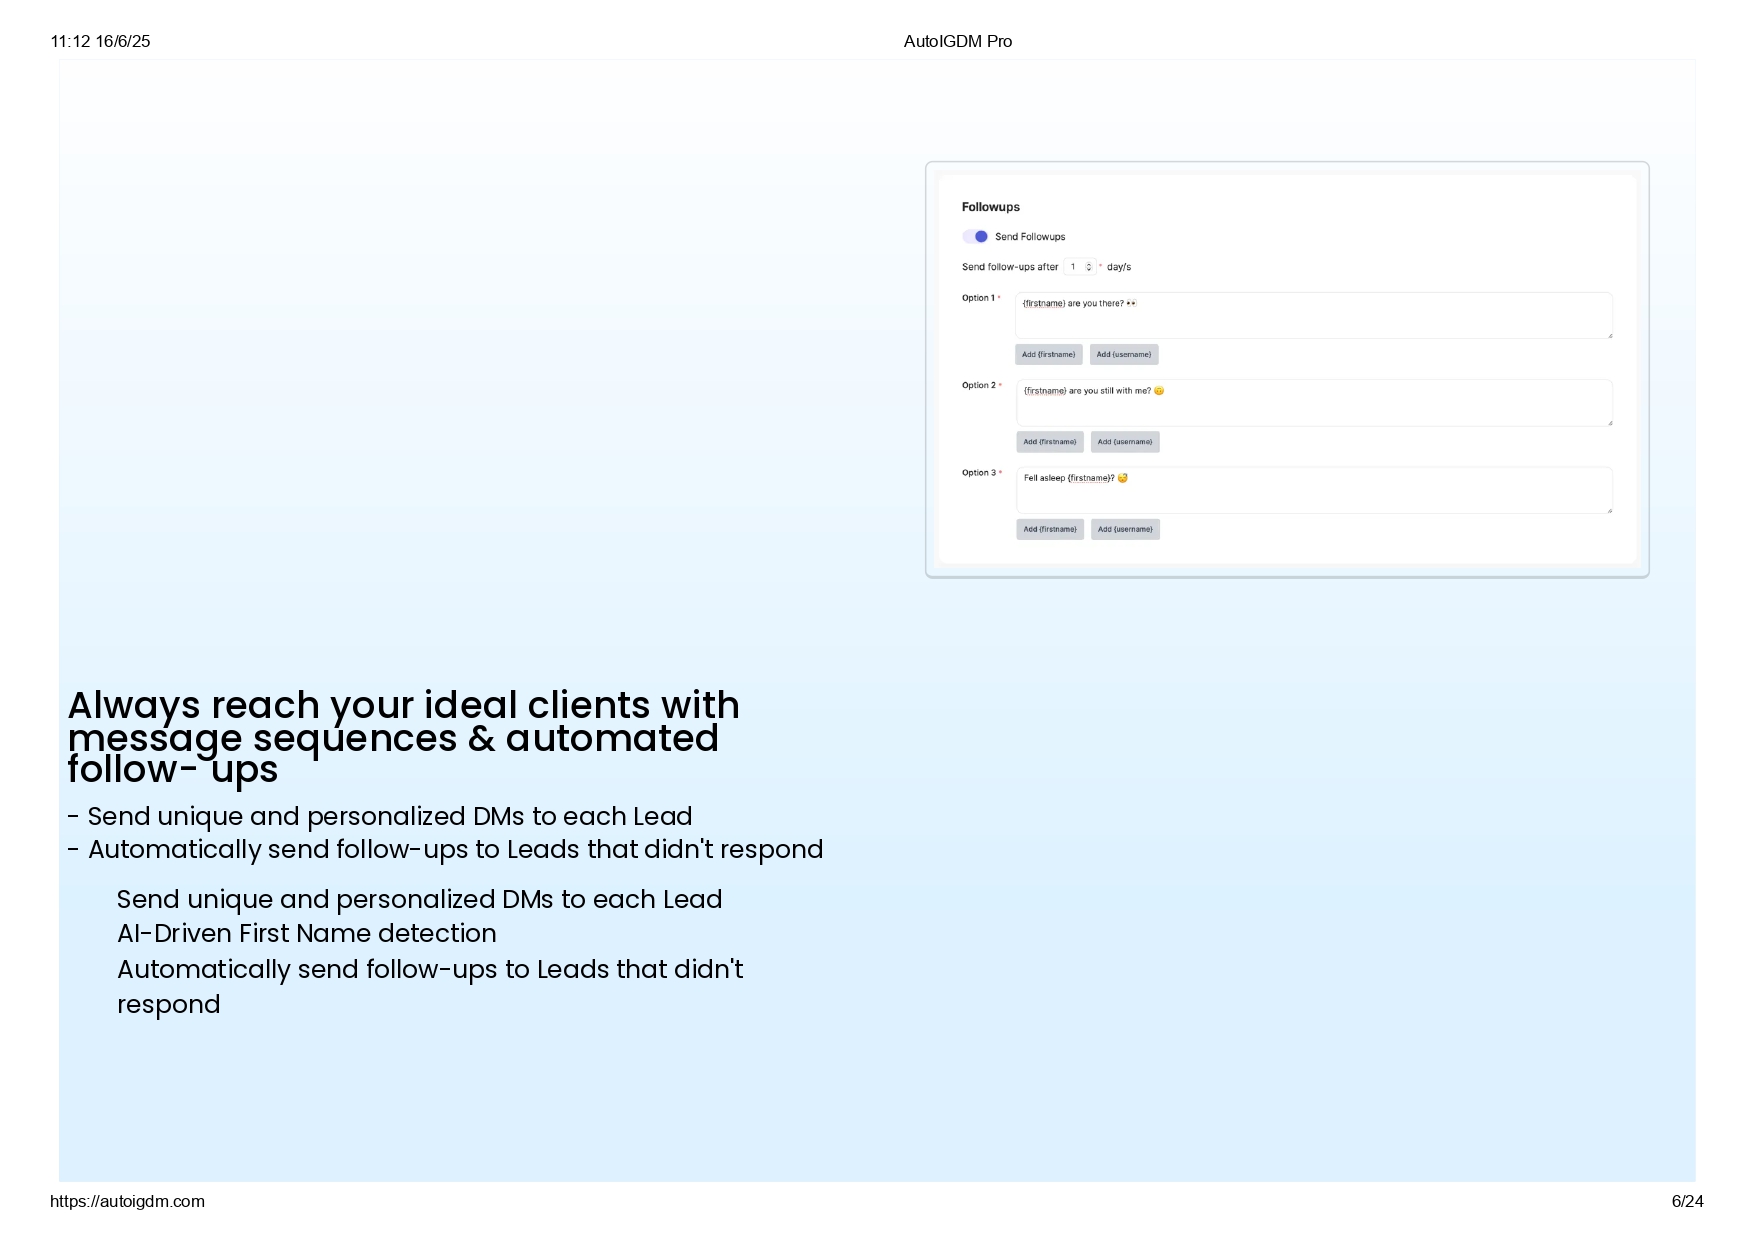 11:12 16/6/25
AutoIGDM Pro
Followups
Send Followups
Send follow-ups after 1 * day/s
Option 1 *
{firstname} are you there? 👀
Add {firstname} Add {username}
Option 2 *
{firstname} are you still with me? 🙃
Add {firstname} Add {username}
Option 3 *
Fell asleep {firstname}? 😴
Add {firstname} Add {username}
Always reach your ideal clients with
message sequences & automated
follow- ups
- Send unique and personalized DMs to each Lead
- Automatically send follow-ups to Leads that didn't respond
Send unique and personalized DMs to each Lead
AI-Driven First Name detection
Automatically send follow-ups to Leads that didn't
respond
https://autoigdm.com
6/24